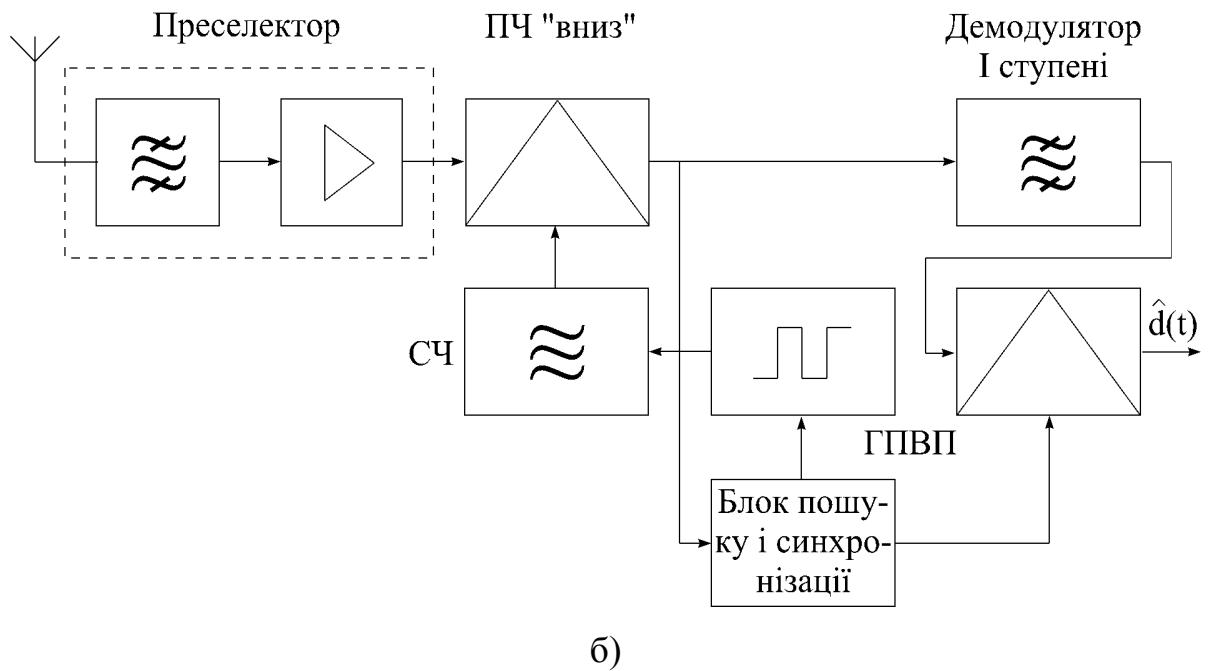 Преселектор
ПЧ "вниз"
Демодулятор
I ступені
СЧ
ГПВП
d̂(t)
Блок пошу-
ку і синхро-
нізації
б)